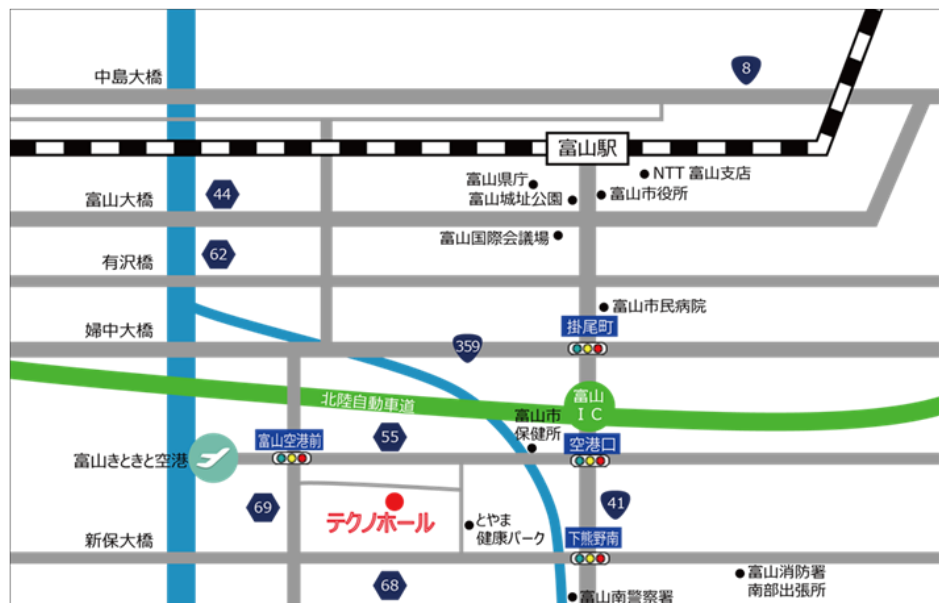 8
中島大橋
富山駅
NTT 富山支店
富山県庁
44
富山大橋
富山城址公園
富山市役所
富山国際会議場
62
有沢橋
富山市民病院
掛尾町
婦中大橋
359
富山
IC
北陸自動車道
富山市
保健所
55
富山空港前
空港口
富山きときと空港
69
41
テクノホール
とやま
健康パーク
新保大橋
下熊野南
68
富山消防署
南部出張所
富山南警察署